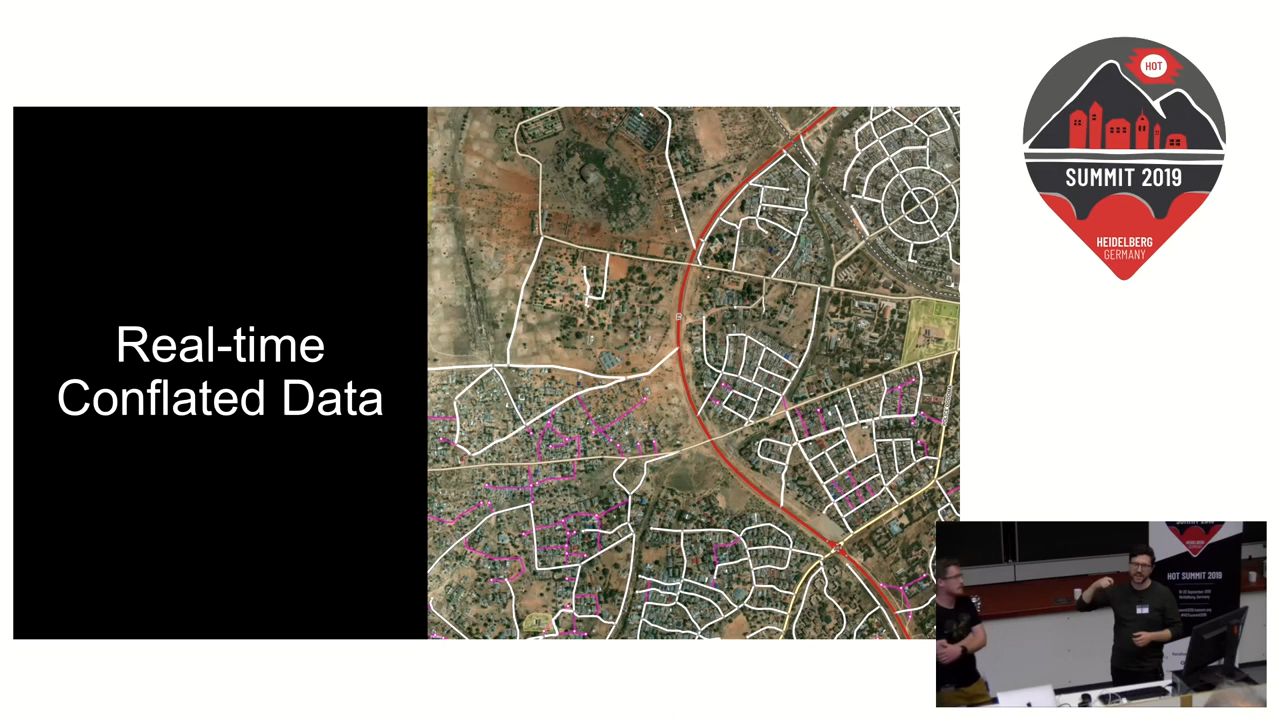 Real-time
Conflated Data
HOT
SUMMIT 2019
HEIDELBERG
GERMANY
HOT SUMMIT 2019